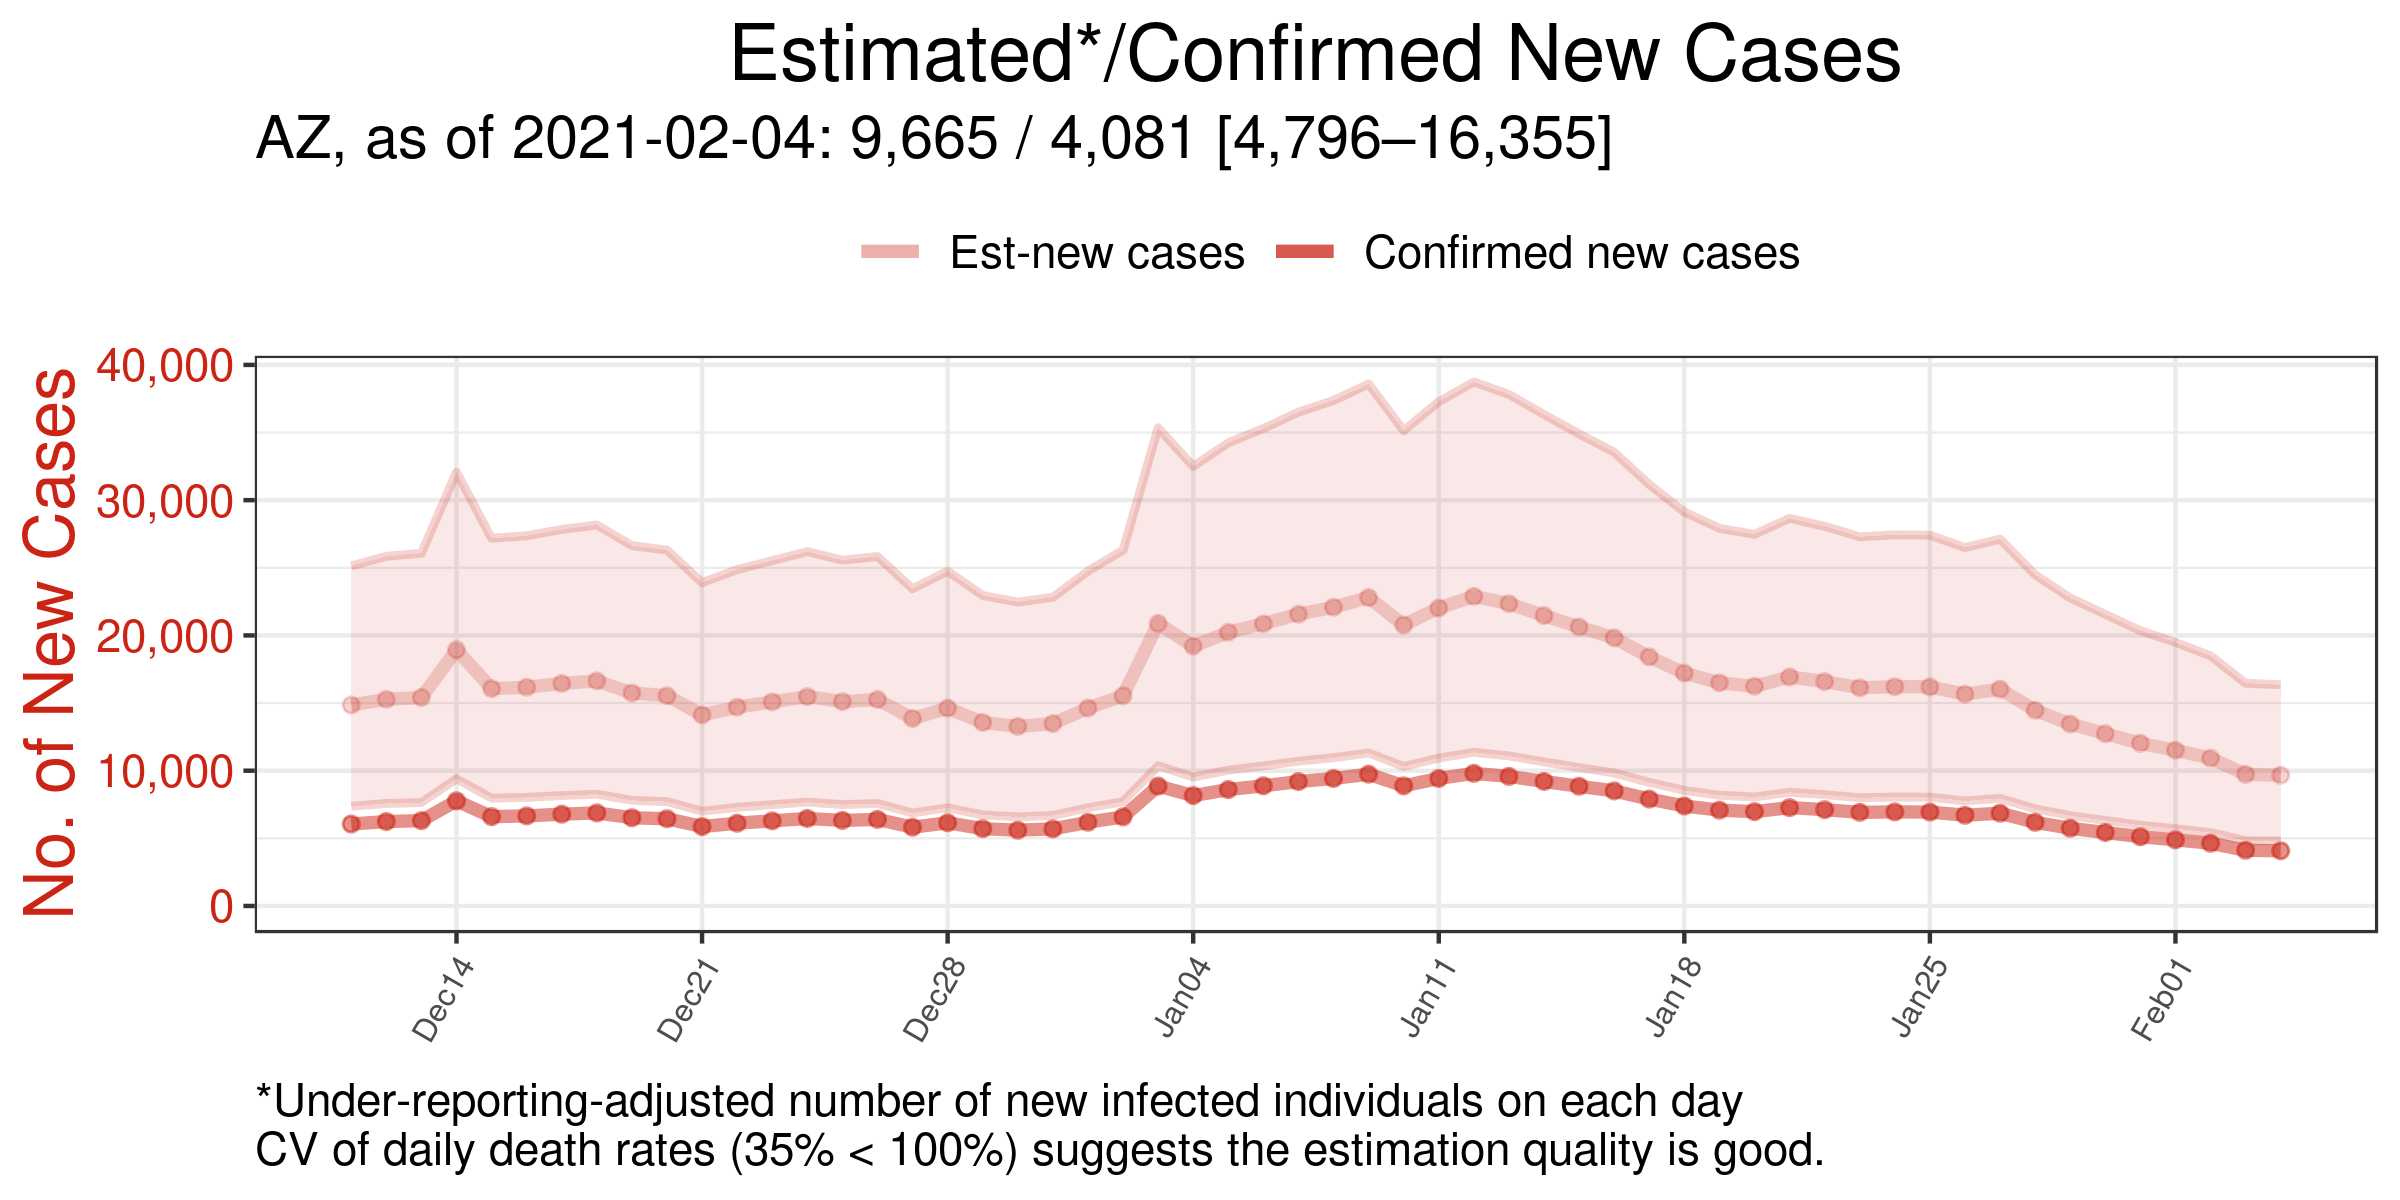 Estimated*/Confirmed New Cases
AZ, as of 2021-02-04: 9,665 / 4,081 [4,796–16,355]
Est-new cases
Confirmed new cases
No. of New Cases
40,000
30,000
20,000
10,000
0
Dec14
Dec21
Dec28
Jan04
Jan11
Jan18
Jan25
Feb01
*Under-reporting-adjusted number of new infected individuals on each day
CV of daily death rates (35% < 100%) suggests the estimation quality is good.